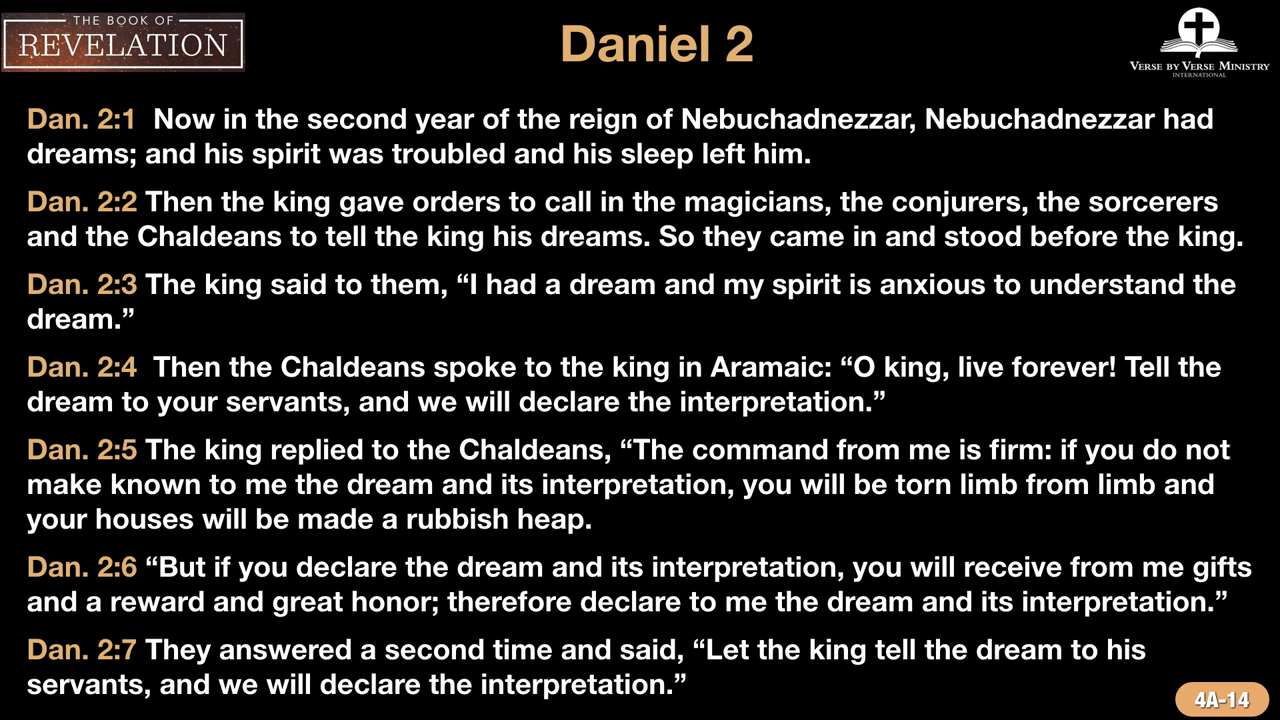 THE BOOK OF
REVELATION
Daniel 2
VERSE BY VERSE MINISTRY
INTERNATIONAL
Dan. 2:1 Now in the second year of the reign of Nebuchadnezzar, Nebuchadnezzar had
dreams; and his spirit was troubled and his sleep left him.
Dan. 2:2 Then the king gave orders to call in the magicians, the conjurers, the sorcerers
and the Chaldeans to tell the king his dreams. So they came in and stood before the king.
Dan. 2:3 The king said to them, “I had a dream and my spirit is anxious to understand the
dream.”
Dan. 2:4 Then the Chaldeans spoke to the king in Aramaic: “O king, live forever! Tell the
dream to your servants, and we will declare the interpretation.”
Dan. 2:5 The king replied to the Chaldeans, “The command from me is firm: if you do not
make known to me the dream and its interpretation, you will be torn limb from limb and
your houses will be made a rubbish heap.
Dan. 2:6 “But if you declare the dream and its interpretation, you will receive from me gifts
and a reward and great honor; therefore declare to me the dream and its interpretation.”
Dan. 2:7 They answered a second time and said, “Let the king tell the dream to his
servants, and we will declare the interpretation.”
4A-14